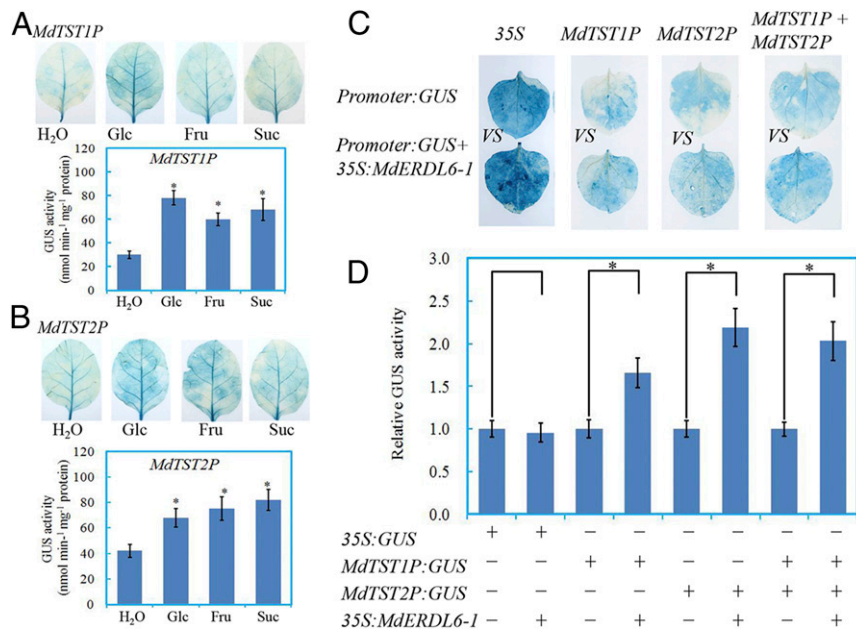 A
MdTST1P
H₂O Glc Fru Suc
MdTST1P
GUS activity
(nmol min⁻¹ mg⁻¹ protein)
120
100
80
60
40
20
0
* * *
H₂O Glc Fru Suc
B
MdTST2P
H₂O Glc Fru Suc
MdTST2P
GUS activity
(nmol min⁻¹ mg⁻¹ protein)
120
100
80
60
40
20
0
* * *
H₂O Glc Fru Suc
C
35S MdTST1P MdTST2P MdTST1P +
MdTST2P
Promoter:GUS
VS VS VS VS
Promoter:GUS+
35S:MdERDL6-1
D
Relative GUS activity
3.0
2.5
2.0
1.5
1.0
0.5
0.0
* * *
35S:GUS + + − − − − − −
MdTST1P:GUS − − + + − − + +
MdTST2P:GUS − − − − + + + +
35S:MdERDL6-1 − + − + − + − +